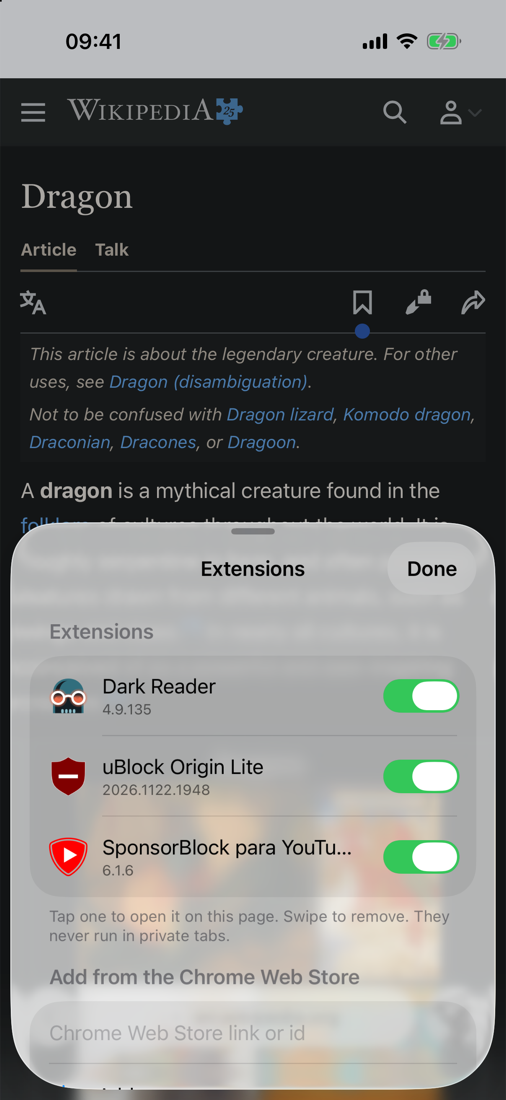 09:41
WIKIPEDIA 25
Dragon
Article Talk
This article is about the legendary creature. For other
uses, see Dragon (disambiguation).
Not to be confused with Dragon lizard, Komodo dragon,
Draconian, Dracones, or Dragoon.
A dragon is a mythical creature found in the
Extensions
Done
Extensions
Dark Reader
4.9.135
uBlock Origin Lite
2026.1122.1948
SponsorBlock para YouTu...
6.1.6
Tap one to open it on this page. Swipe to remove. They
never run in private tabs.
Add from the Chrome Web Store
Chrome Web Store link or id